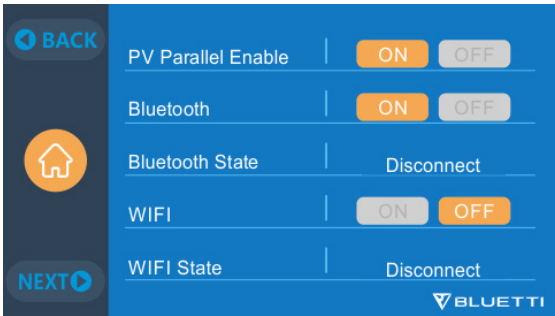 BACK
PV Parallel Enable ON OFF
Bluetooth ON OFF
Bluetooth State Disconnect
WIFI ON OFF
WIFI State Disconnect
NEXT
BLUETTI